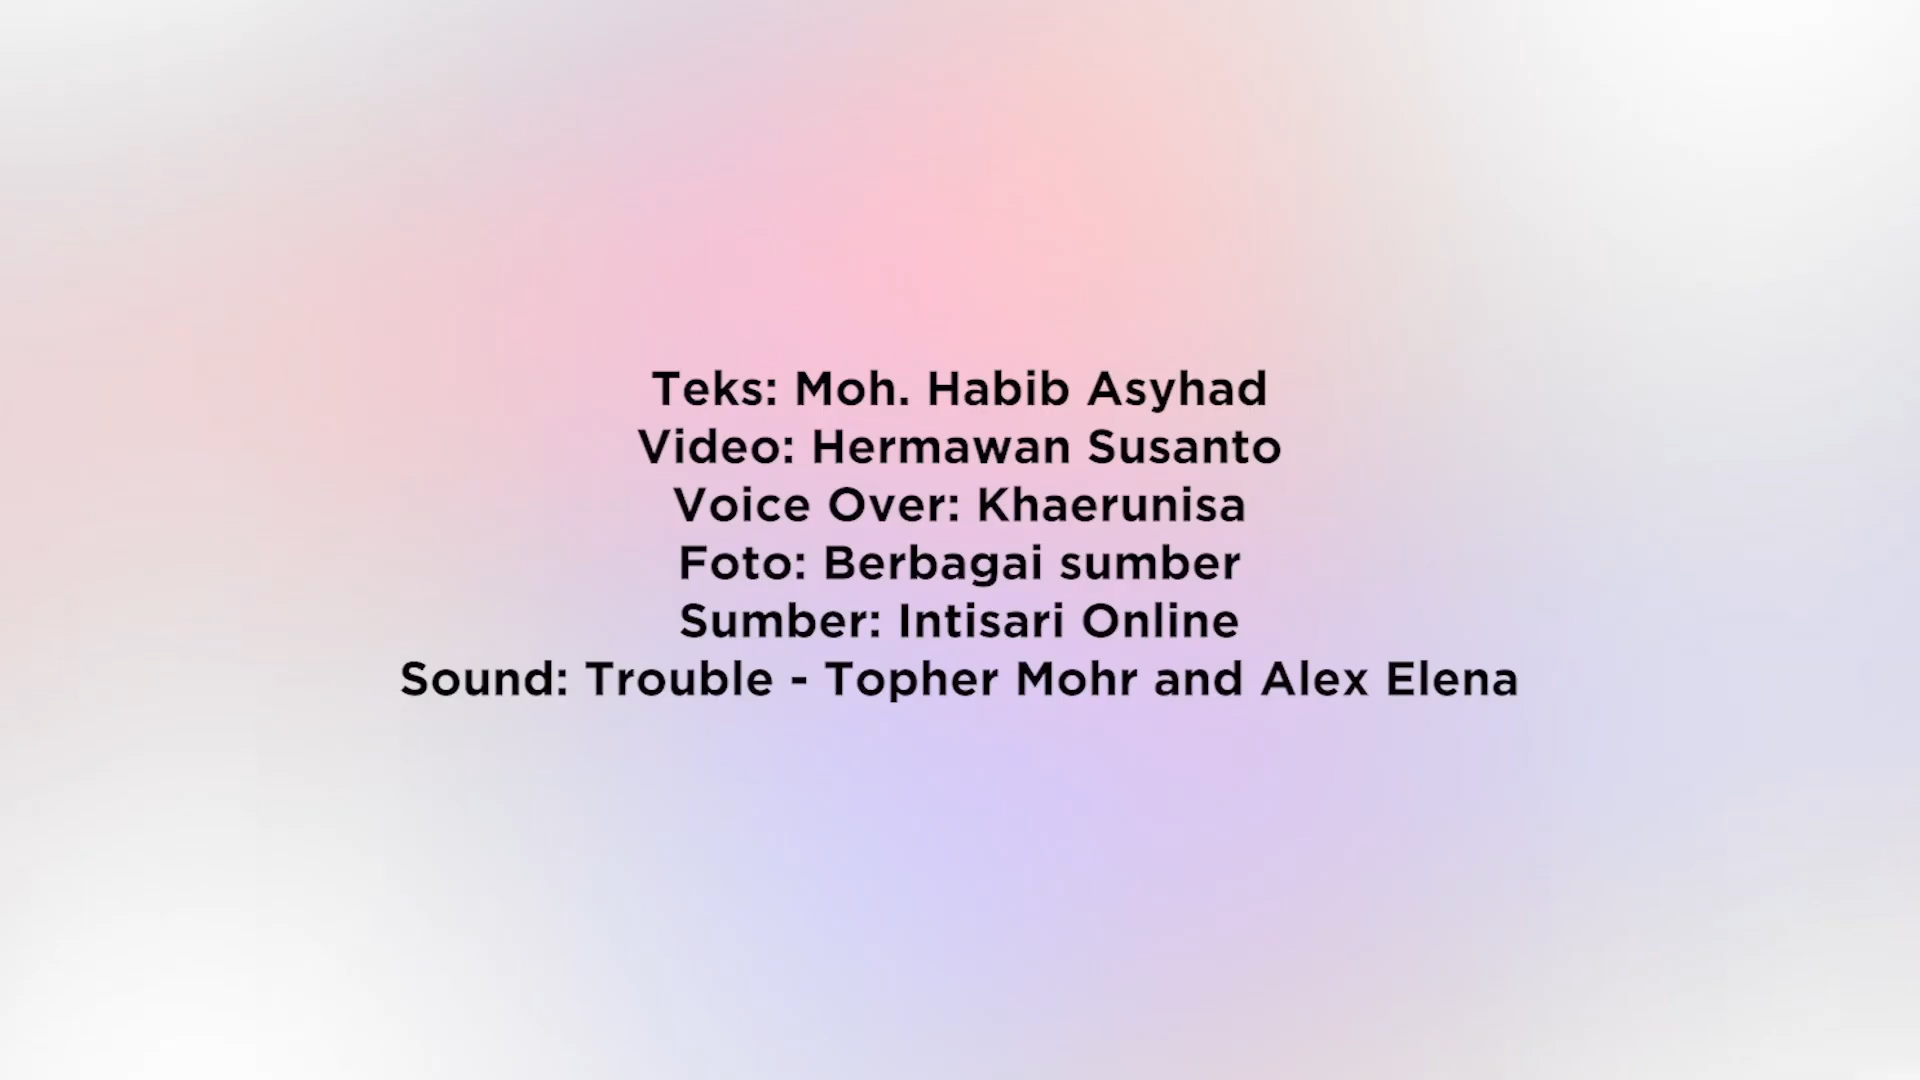 Teks: Moh. Habib Asyhad
Video: Hermawan Susanto
Voice Over: Khaerunisa
Foto: Berbagai sumber
Sumber: Intisari Online
Sound: Trouble - Topher Mohr and Alex Elena